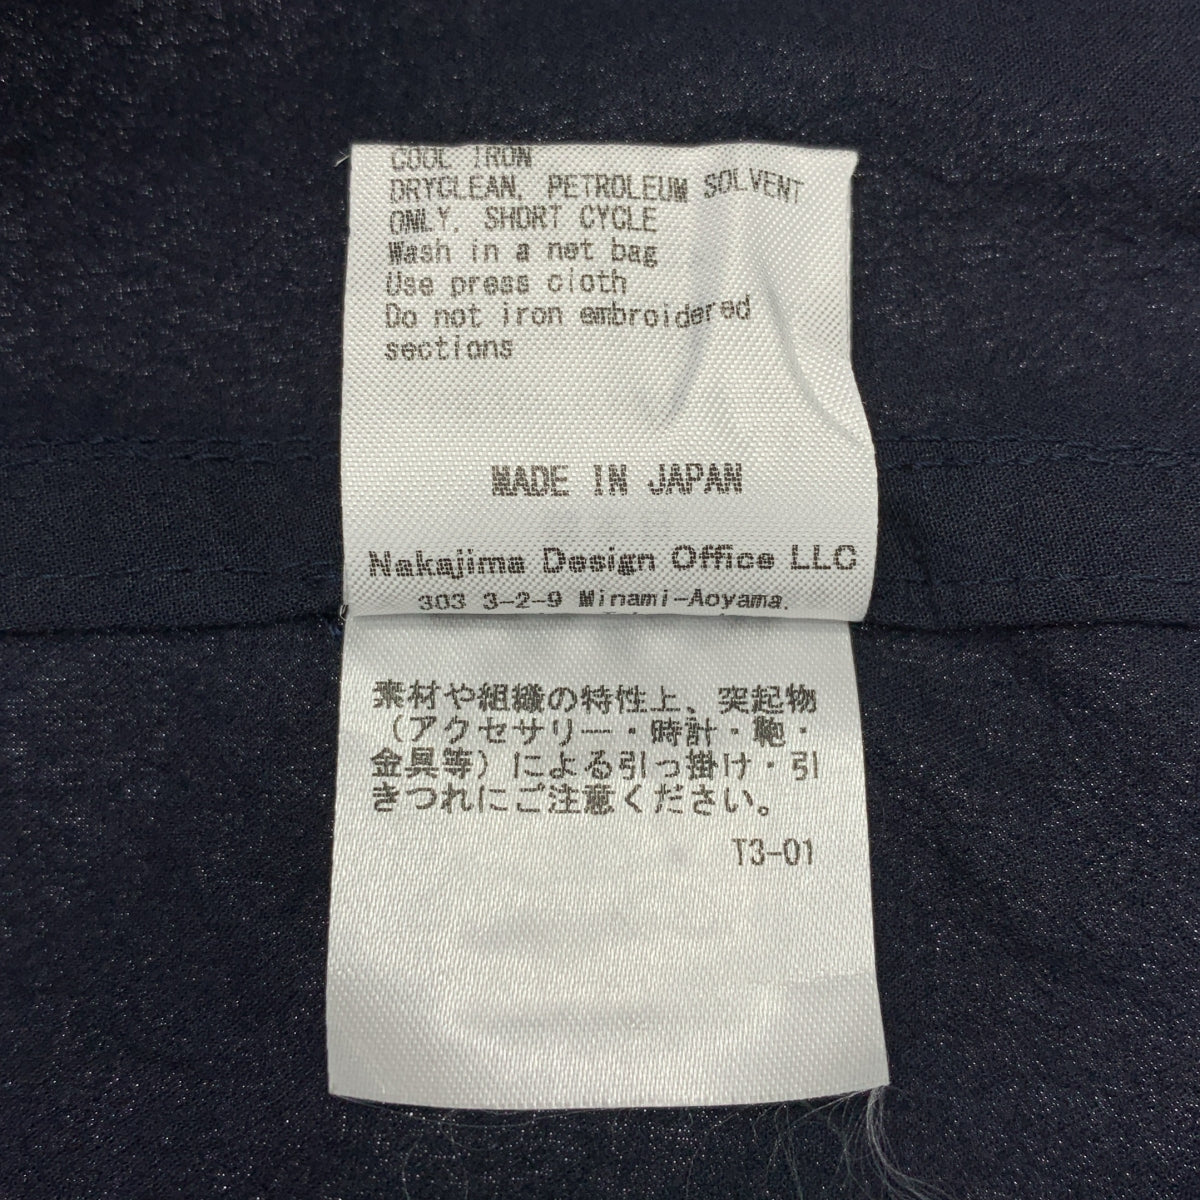 COOL IRON
DRYCLEAN, PETROLEUM SOLVENT
ONLY, SHORT CYCLE
Wash in a net bag
Use press cloth
Do not iron embroidered
sections
MADE IN JAPAN
Nakajima Design Office LLC
303 3-2-9 Minami-Aoyama,
素材や組織の特性上、突起物
（アクセサリー・時計・鞄・
金具等）による引っ掛け・引
きつれにご注意ください。
T3-01